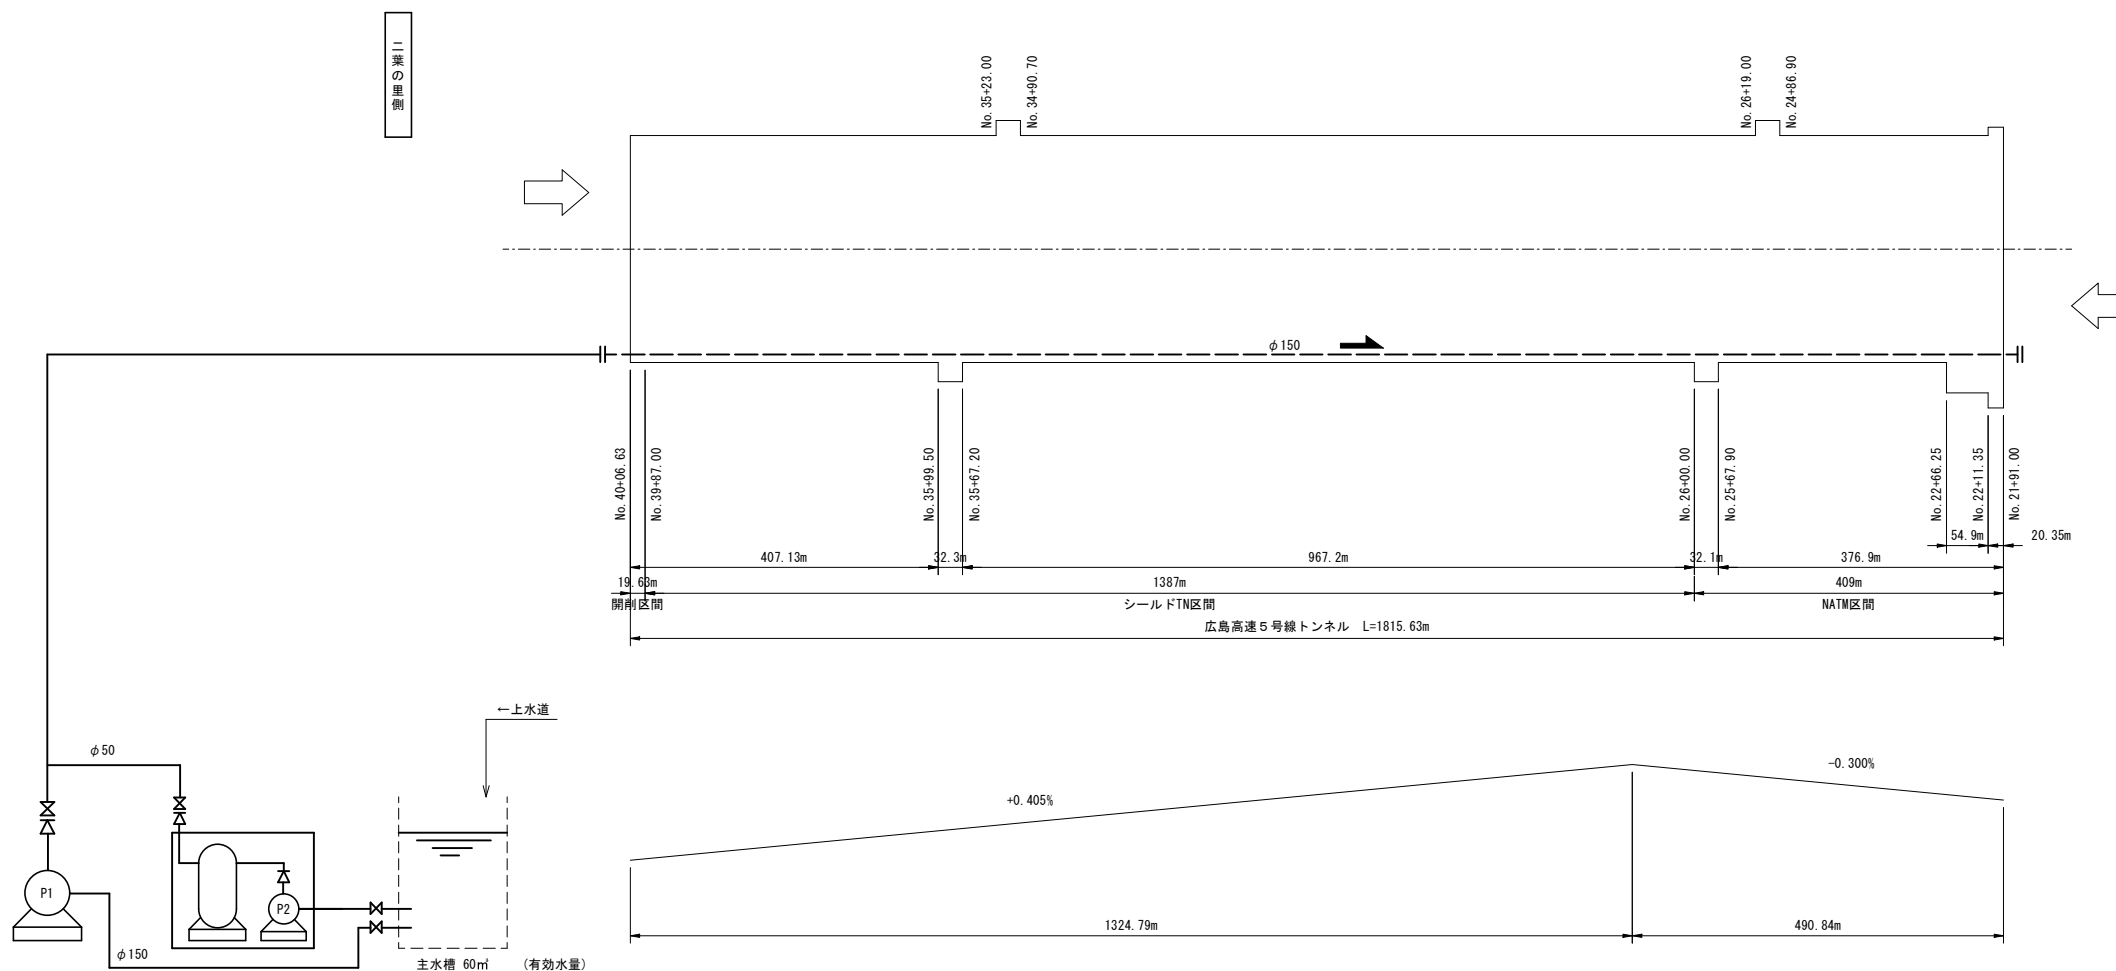 二葉の里側
No.35+23.00
No.34+90.70
No.26+19.00
No.24+86.90
φ150
No.40+06.63
No.39+87.00
No.35+99.50
No.35+67.20
No.26+00.00
No.25+67.90
No.22+66.25
No.22+11.35
No.21+91.00
54.9m
20.35m
407.13m
32.3m
967.2m
32.1m
376.9m
19.63m
1387m
409m
開削区間
シールドTN区間
NATM区間
広島高速5号線トンネル L=1815.63m
←上水道
φ50
+0.405%
-0.300%
P1
P2
φ150
1324.79m
490.84m
主水槽 60㎥ (有効水量)